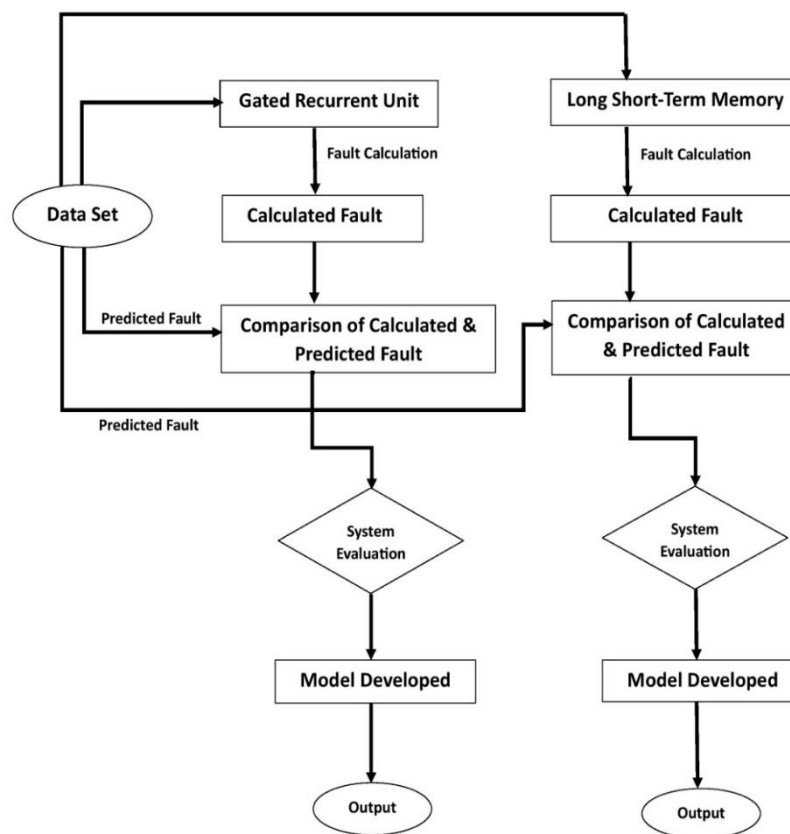 Gated Recurrent Unit
Long Short-Term Memory
Fault Calculation
Fault Calculation
Data Set
Calculated Fault
Calculated Fault
Predicted Fault
Comparison of Calculated &
Predicted Fault
Comparison of Calculated
& Predicted Fault
Predicted Fault
System
Evaluation
System
Evaluation
Model Developed
Model Developed
Output
Output